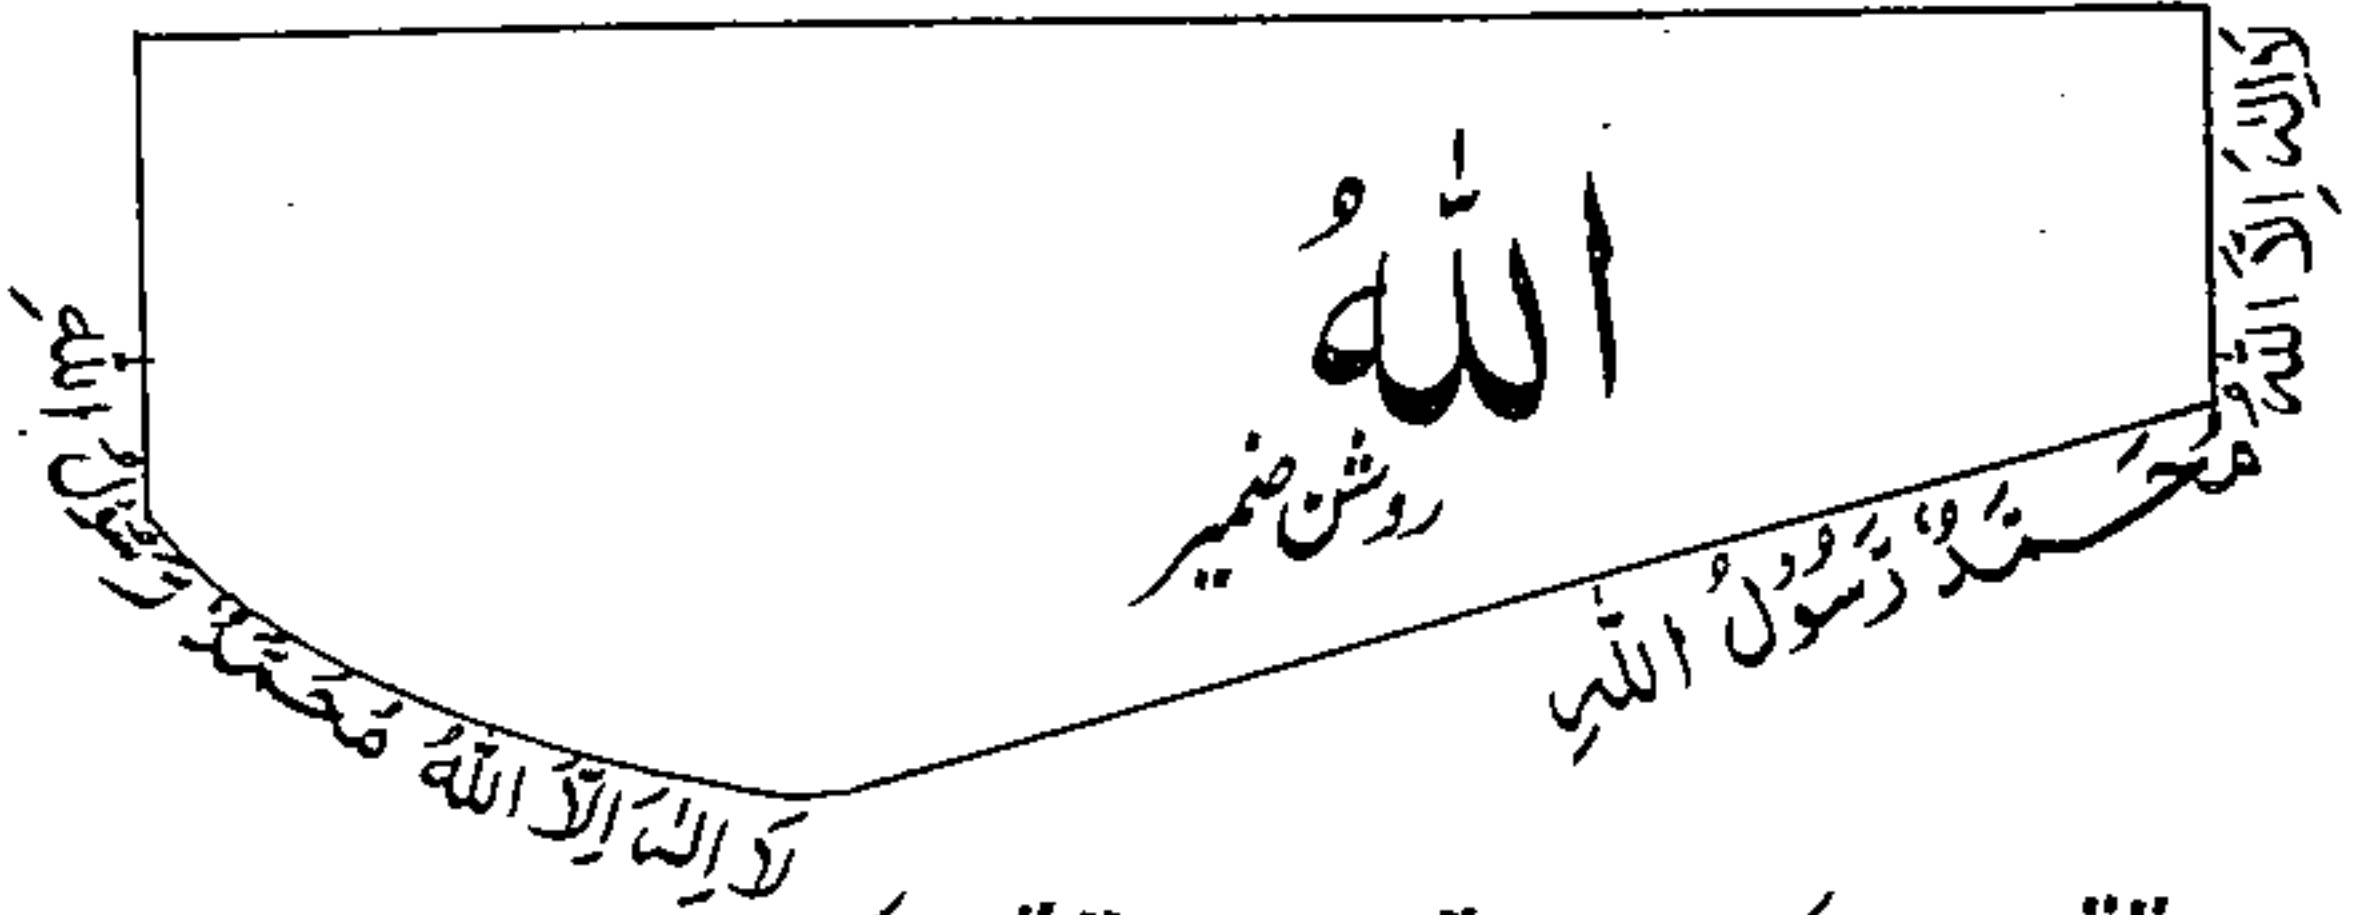 اللّٰهُ
روشن ضمیر
لَا اِلٰهَ اِلَّا اللّٰهُ
مُحَمَّدٌ رَّسُوْلُ اللّٰهِ
لَا اِلٰهَ اِلَّا اللّٰهُ مُحَمَّدٌ رَّسُوْلُ اللّٰهِ